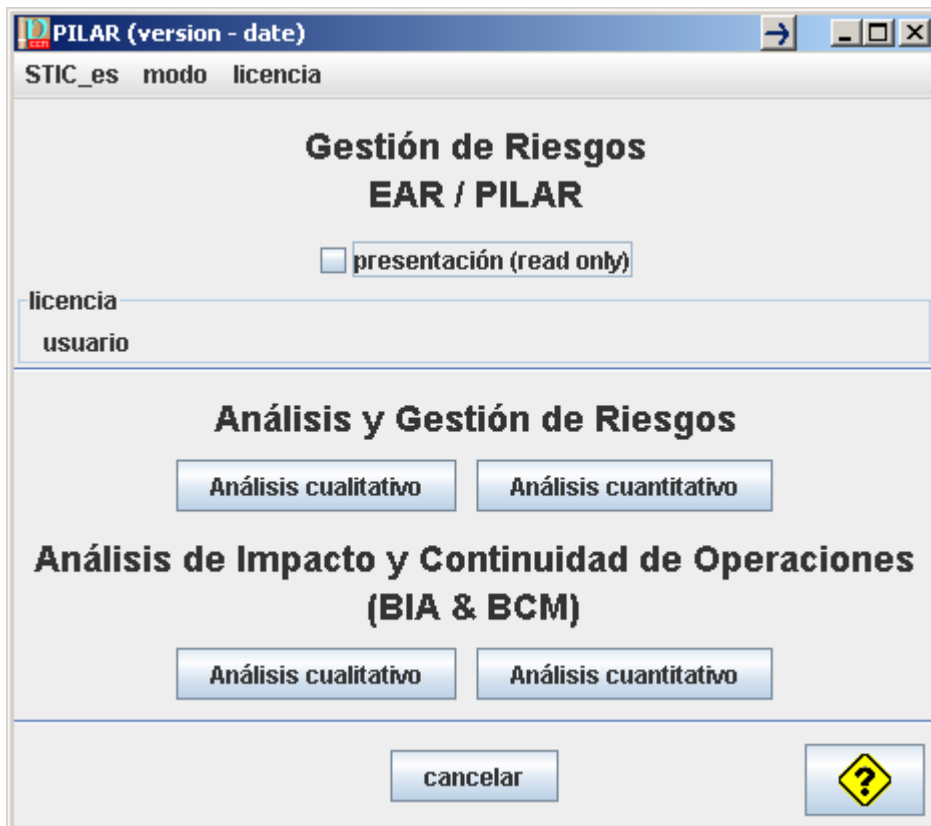 PILAR (version - date)
STIC_es modo licencia
Gestión de Riesgos
EAR / PILAR
presentación (read only)
licencia
usuario
Análisis y Gestión de Riesgos
Análisis cualitativo Análisis cuantitativo
Análisis de Impacto y Continuidad de Operaciones
(BIA & BCM)
Análisis cualitativo Análisis cuantitativo
cancelar
?